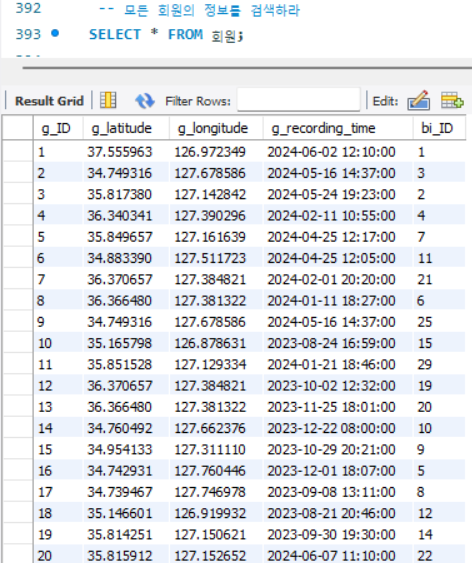 392 -- 모든 회원의 정보를 검색하라
393 SELECT * FROM 회원;
Result Grid Filter Rows: Edit:
g_ID g_latitude g_longitude g_recording_time bi_ID
1 37.555963 126.972349 2024-06-02 12:10:00 1
2 34.749316 127.678586 2024-05-16 14:37:00 3
3 35.817380 127.142842 2024-05-24 19:23:00 2
4 36.340341 127.390296 2024-02-11 10:55:00 4
5 35.849657 127.161639 2024-04-25 12:17:00 7
6 34.883390 127.511723 2024-04-25 12:05:00 11
7 36.370657 127.384821 2024-02-01 20:20:00 21
8 36.366480 127.381322 2024-01-11 18:27:00 6
9 34.749316 127.678586 2024-05-16 14:37:00 25
10 35.165798 126.878631 2023-08-24 16:59:00 15
11 35.851528 127.129334 2024-01-21 18:46:00 29
12 36.370657 127.384821 2023-10-02 12:32:00 19
13 36.366480 127.381322 2023-11-25 18:01:00 20
14 34.760492 127.662376 2023-12-22 08:00:00 10
15 34.954133 127.311110 2023-10-29 20:21:00 9
16 34.742931 127.760446 2023-12-01 18:07:00 5
17 34.739467 127.746978 2023-09-08 13:11:00 8
18 35.146601 126.919932 2023-08-21 20:46:00 12
19 35.814251 127.150621 2023-09-30 19:30:00 14
20 35.815912 127.152652 2024-06-07 11:10:00 22